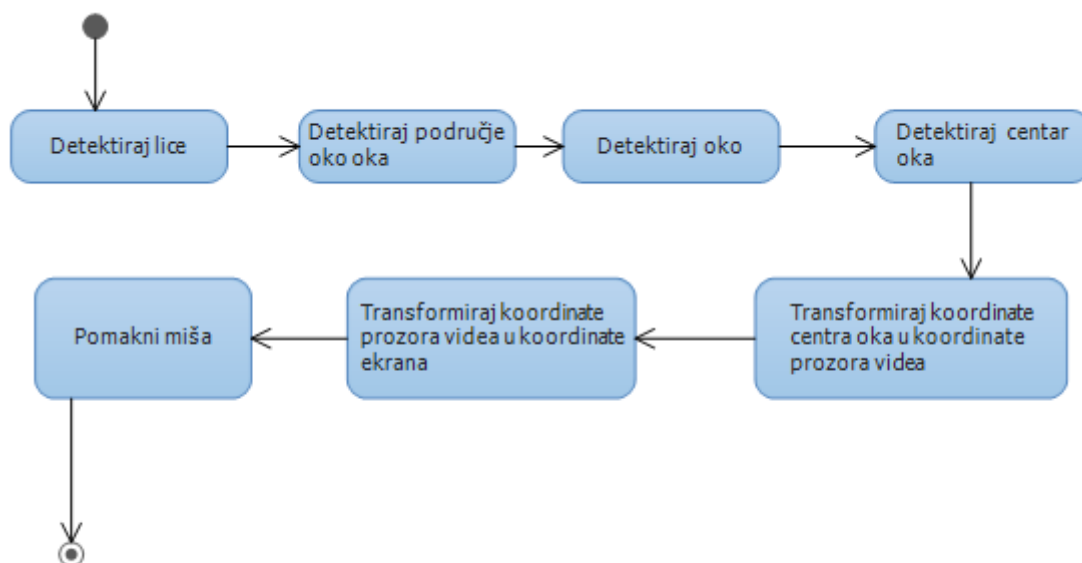 Detektiraj lice
Detektiraj područje
oko oka
Detektiraj oko
Detektiraj centar
oka
Transformiraj koordinate
centra oka u koordinate
prozora videa
Transformiraj koordinate
prozora videa u koordinate
ekrana
Pomakni miša